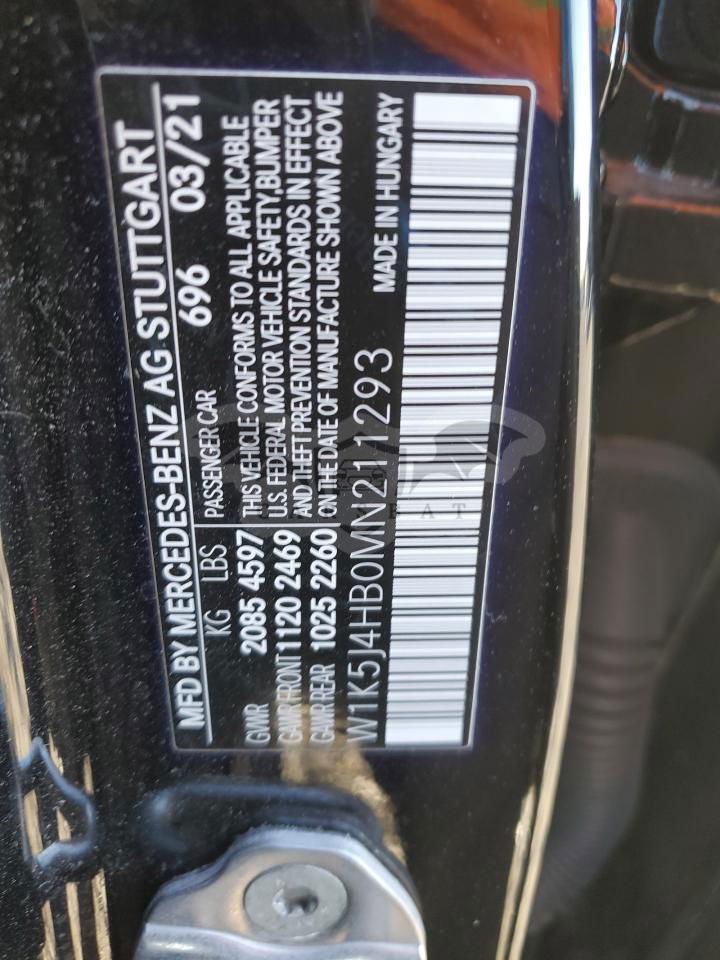 MFD BY MERCEDES-BENZ AG STUTTGART
KG LBS PASSENGER CAR 696 03/21
GVWR 2085 4597 THIS VEHICLE CONFORMS TO ALL APPLICABLE
GAWR FRONT 1120 2469 U.S. FEDERAL MOTOR VEHICLE SAFETY, BUMPER
GAWR REAR 1025 2260 AND THEFT PREVENTION STANDARDS IN EFFECT
ON THE DATE OF MANUFACTURE SHOWN ABOVE
W1K5J4HB0MN211293 MADE IN HUNGARY